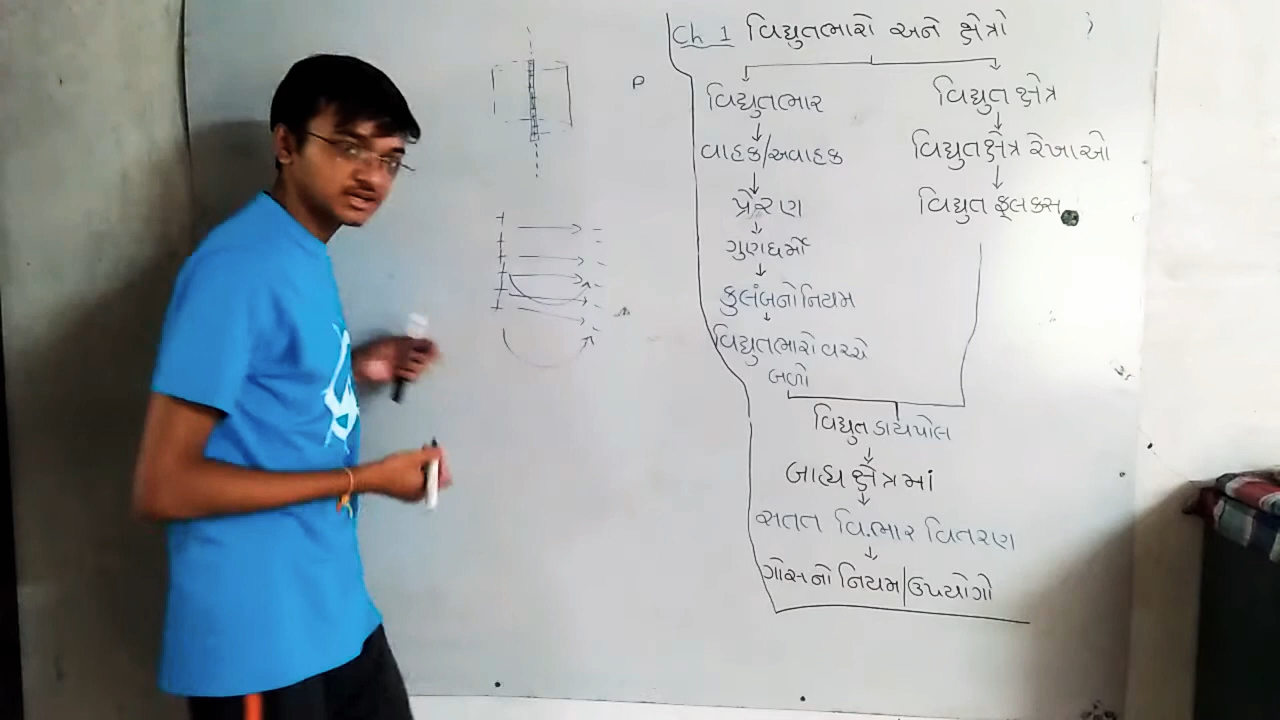 Ch 1 વિદ્યુતભારો અને ક્ષેત્રો
વિદ્યુતભાર
વાહક/અવાહક
પ્રેરણ
ગુણધર્મો
કુલંબનો નિયમ
વિદ્યુતભારો વચ્ચે
બળો
વિદ્યુત ક્ષેત્ર
વિદ્યુતક્ષેત્ર રેખાઓ
વિદ્યુત ફ્લક્સ
વિદ્યુત ડાયપોલ
બાહ્ય ક્ષેત્રમાં
સતત વિ.ભાર વિતરણ
ગોસનો નિયમ/ઉપયોગો
P